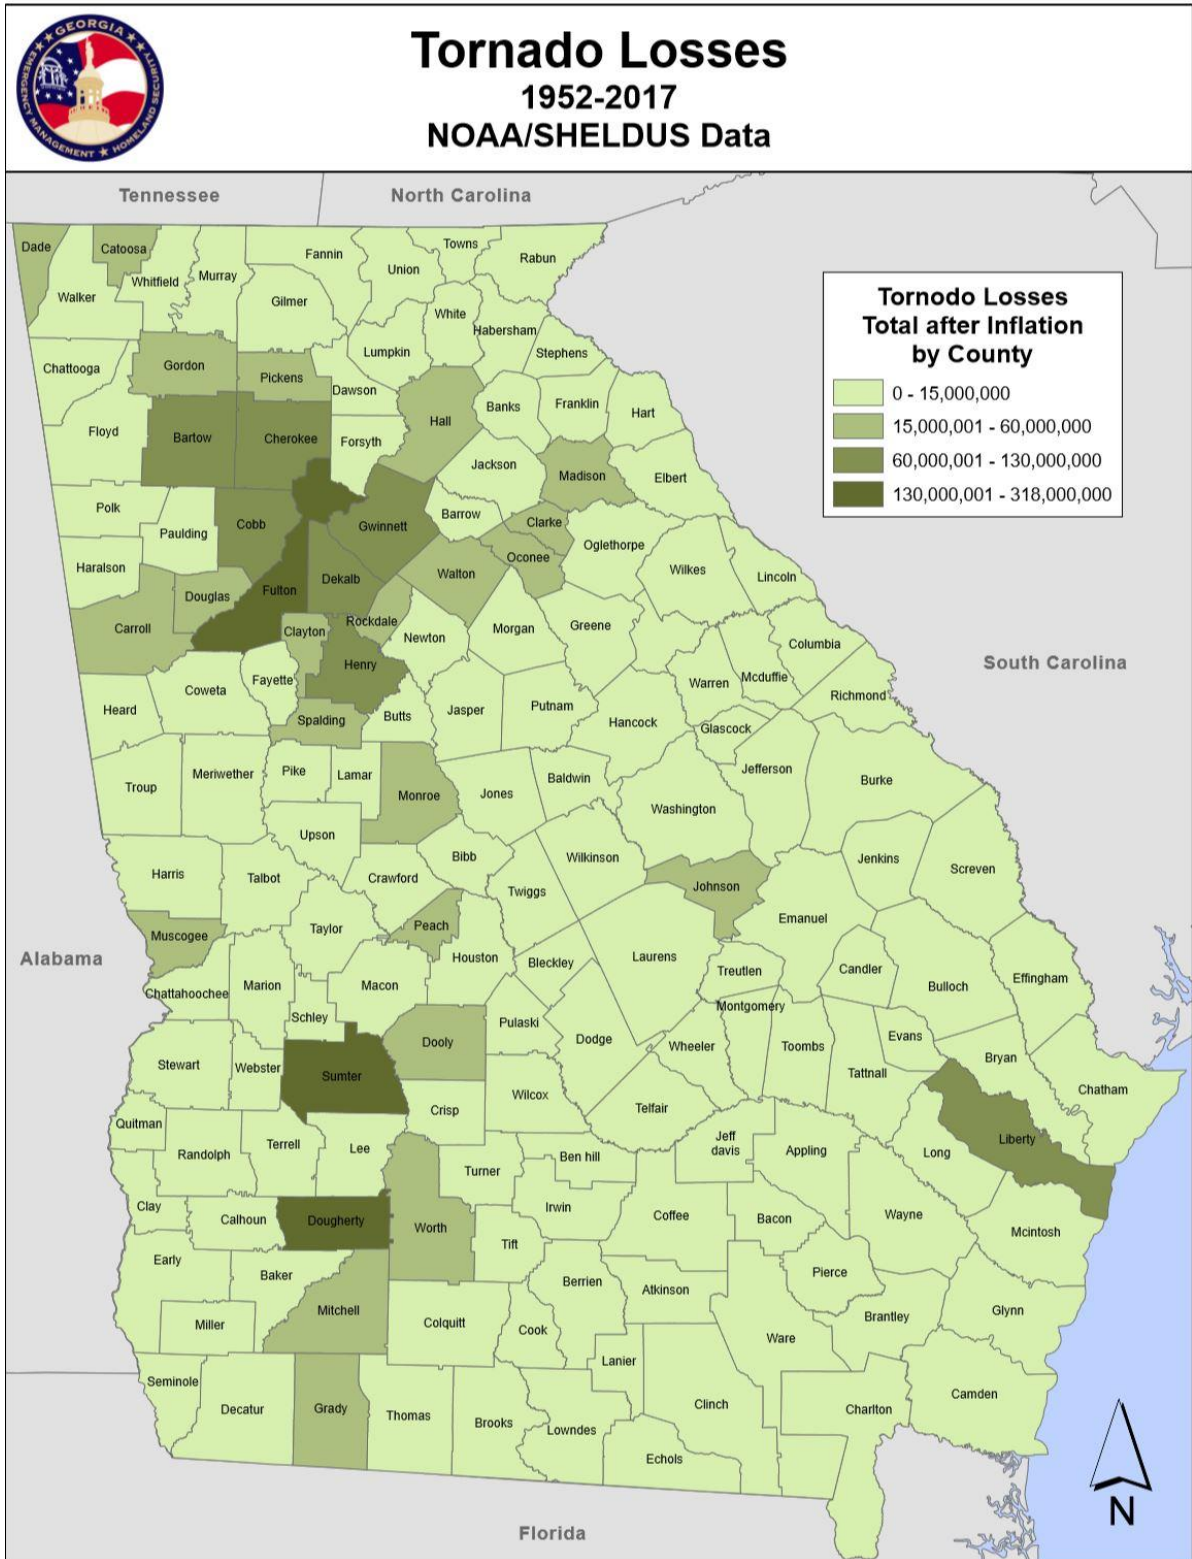 GEORGIA
EMERGENCY MANAGEMENT ★ HOMELAND SECURITY
Tornado Losses
1952-2017
NOAA/SHELDUS Data
Tennessee
North Carolina
Dade
Catoosa
Whitfield
Murray
Fannin
Union
Towns
Rabun
Walker
Gilmer
White
Habersham
Lumpkin
Stephens
Tornodo Losses
Total after Inflation
by County
0 - 15,000,000
15,000,001 - 60,000,000
60,000,001 - 130,000,000
130,000,001 - 318,000,000
Chattooga
Gordon
Pickens
Dawson
Banks
Franklin
Hart
Floyd
Bartow
Cherokee
Forsyth
Hall
Jackson
Madison
Elbert
Polk
Paulding
Cobb
Gwinnett
Barrow
Clarke
Oglethorpe
Haralson
Douglas
Fulton
Dekalb
Walton
Oconee
Wilkes
Lincoln
Carroll
Clayton
Rockdale
Newton
Morgan
Greene
Columbia
South Carolina
Heard
Coweta
Fayette
Henry
Spalding
Butts
Jasper
Putnam
Hancock
Warren
Mcduffie
Richmond
Glascock
Troup
Meriwether
Pike
Lamar
Monroe
Jones
Baldwin
Jefferson
Burke
Washington
Upson
Harris
Talbot
Crawford
Bibb
Twiggs
Wilkinson
Johnson
Jenkins
Screven
Muscogee
Taylor
Peach
Emanuel
Alabama
Houston
Bleckley
Laurens
Treutlen
Candler
Bulloch
Effingham
Chattahoochee
Marion
Macon
Schley
Montgomery
Stewart
Webster
Sumter
Dooly
Pulaski
Dodge
Wheeler
Toombs
Evans
Tattnall
Bryan
Chatham
Quitman
Randolph
Terrell
Lee
Crisp
Wilcox
Telfair
Jeff
davis
Appling
Long
Liberty
Clay
Calhoun
Dougherty
Worth
Turner
Ben hill
Irwin
Coffee
Bacon
Wayne
Mcintosh
Early
Baker
Tift
Berrien
Atkinson
Pierce
Brantley
Glynn
Miller
Mitchell
Colquitt
Cook
Lanier
Ware
Seminole
Decatur
Grady
Thomas
Brooks
Lowndes
Clinch
Charlton
Camden
Echols
Florida
N